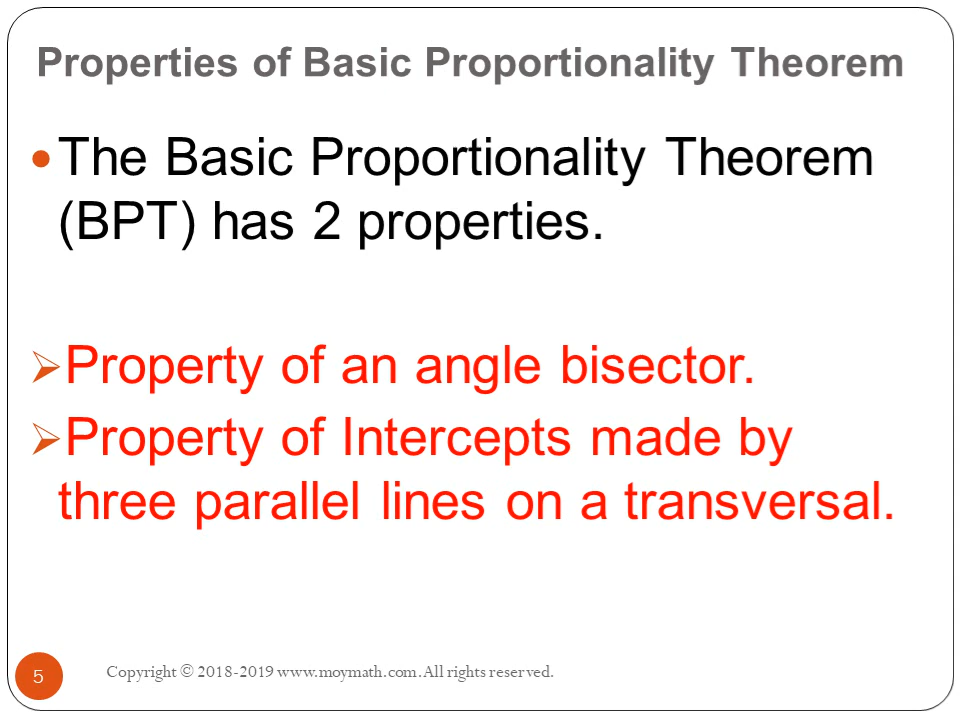 Properties of Basic Proportionality Theorem
The Basic Proportionality Theorem
(BPT) has 2 properties.
Property of an angle bisector.
Property of Intercepts made by
three parallel lines on a transversal.
5
Copyright © 2018-2019 www.moymath.com. All rights reserved.